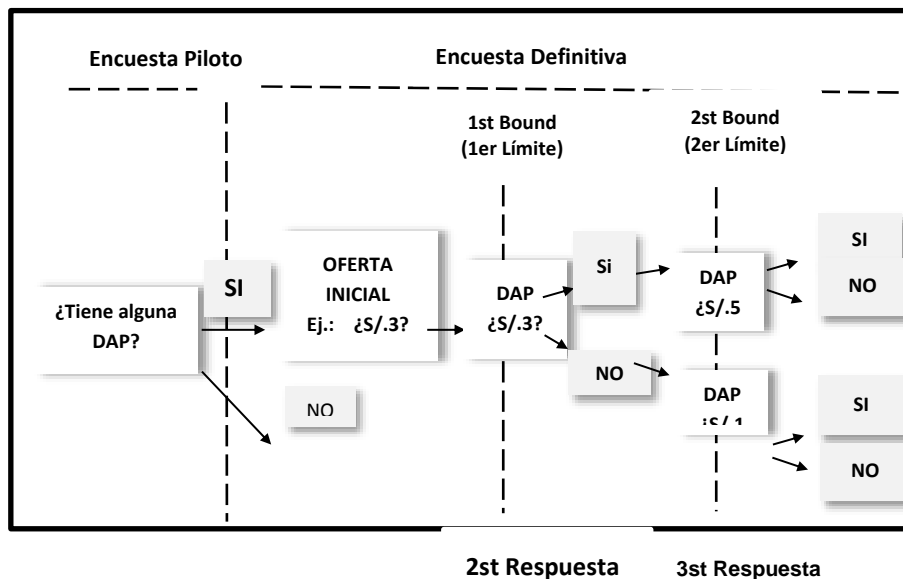 Encuesta Piloto
Encuesta Definitiva
1st Bound
(1er Límite)
2st Bound
(2er Límite)
¿Tiene alguna
DAP?
SI
NO
OFERTA
INICIAL
Ej.: ¿S/.3?
DAP
¿S/.3?
Si
NO
DAP
¿S/.5
DAP
¿S/.1
SI
NO
SI
NO
2st Respuesta
3st Respuesta